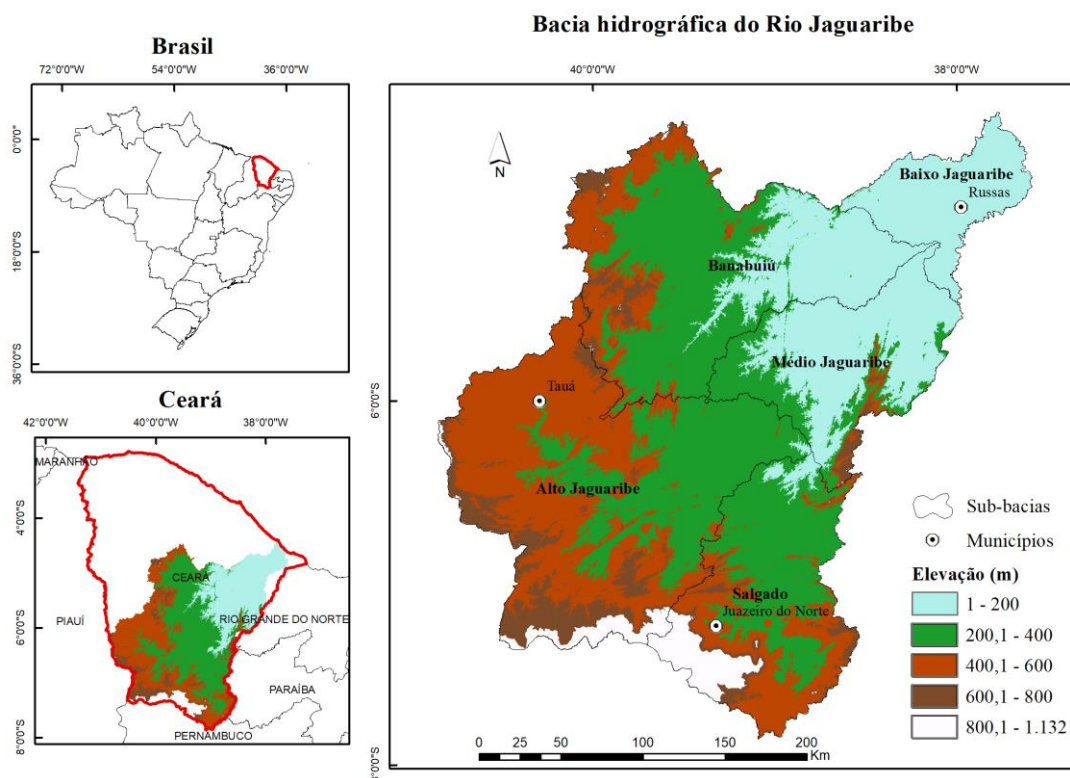 Brasil
72°0'0"W 54°0'0"W 36°0'0"W
0°0'0"
18°0'0"S
36°0'0"S
Ceará
42°0'0"W 40°0'0"W 38°0'0"W
MARANHÃO
4°0'0"S
CEARÁ
PIAUÍ
6°0'0"S
RIO GRANDE DO NORTE
PARAÍBA
8°0'0"S
PERNAMBUCO
Bacia hidrográfica do Rio Jaguaribe
40°0'0"W 38°0'0"W
N
Baixo Jaguaribe
Russas
Banabuiú
Médio Jaguaribe
Tauá
6°0'0"S
Alto Jaguaribe
Salgado
Juazeiro do Norte
Sub-bacias
Municípios
Elevação (m)
1 - 200
200,1 - 400
400,1 - 600
600,1 - 800
800,1 - 1.132
0 25 50 100 150 200
Km